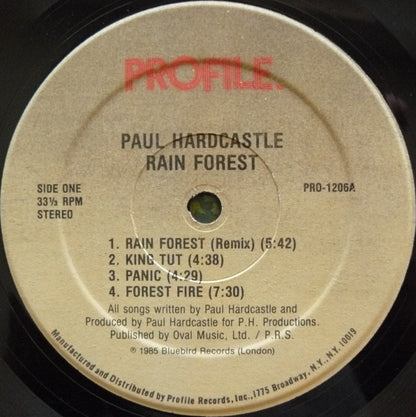 PROFILE.
PAUL HARDCASTLE
RAIN FOREST
SIDE ONE
33⅓ RPM
STEREO
PRO-1206A
1. RAIN FOREST (Remix) (5:42)
2. KING TUT (4:38)
3. PANIC (4:29)
4. FOREST FIRE (7:30)
All songs written by Paul Hardcastle and
Produced by Paul Hardcastle for P.H. Productions.
Published by Oval Music, Ltd. / P.R.S.
℗ 1985 Bluebird Records (London)
Manufactured and Distributed by Profile Records, Inc., 1775 Broadway, N.Y., N.Y. 10019